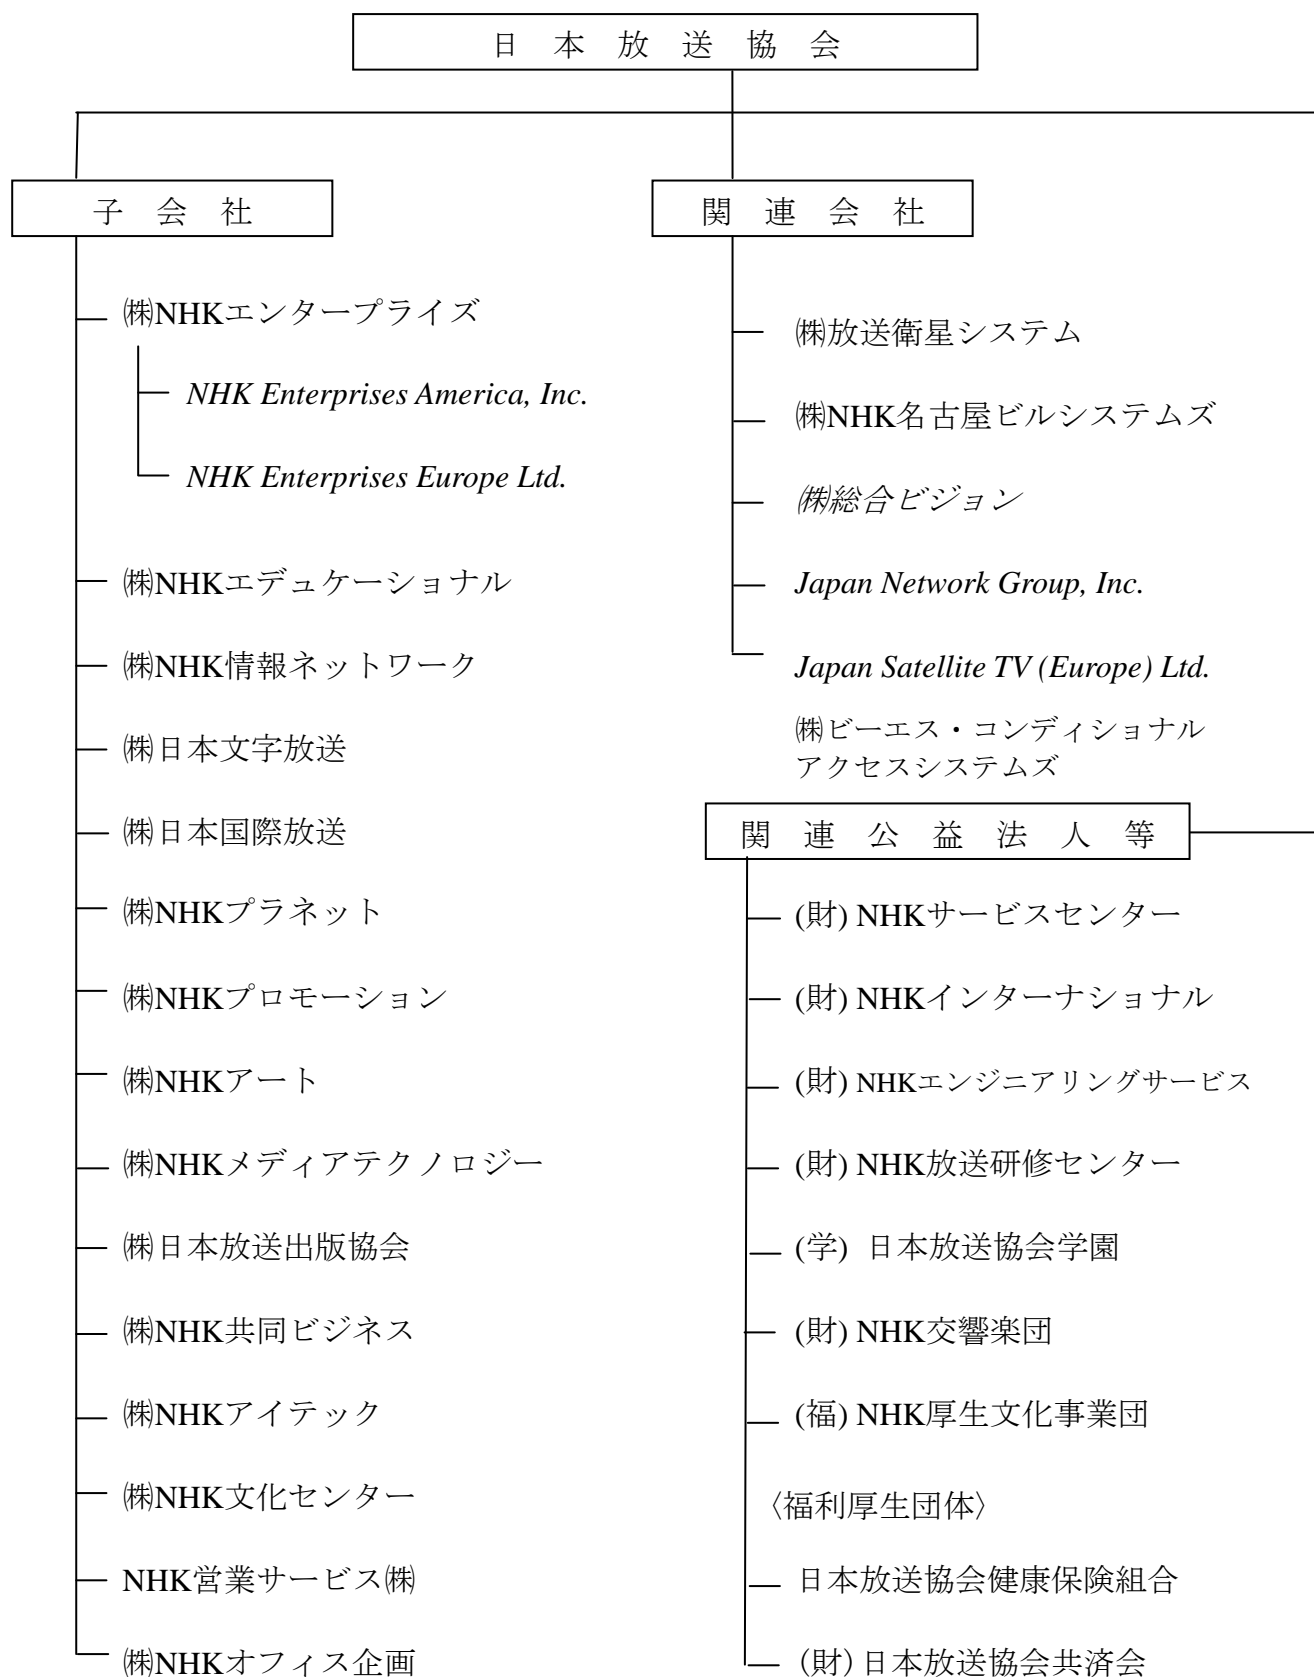 日本放送協会
子会社
㈱NHKエンタープライズ
NHK Enterprises America, Inc.
NHK Enterprises Europe Ltd.
㈱NHKエデュケーショナル
㈱NHK情報ネットワーク
㈱日本文字放送
㈱日本国際放送
㈱NHKプラネット
㈱NHKプロモーション
㈱NHKアート
㈱NHKメディアテクノロジー
㈱日本放送出版協会
㈱NHK共同ビジネス
㈱NHKアイテック
㈱NHK文化センター
NHK営業サービス㈱
㈱NHKオフィス企画
関連会社
㈱放送衛星システム
㈱NHK名古屋ビルシステムズ
㈱総合ビジョン
Japan Network Group, Inc.
Japan Satellite TV (Europe) Ltd.
㈱ビーエス・コンディショナル
アクセスシステムズ
関連公益法人等
(財) NHKサービスセンター
(財) NHKインターナショナル
(財) NHKエンジニアリングサービス
(財) NHK放送研修センター
(学) 日本放送協会学園
(財) NHK交響楽団
(福) NHK厚生文化事業団
〈福利厚生団体〉
日本放送協会健康保険組合
(財)日本放送協会共済会